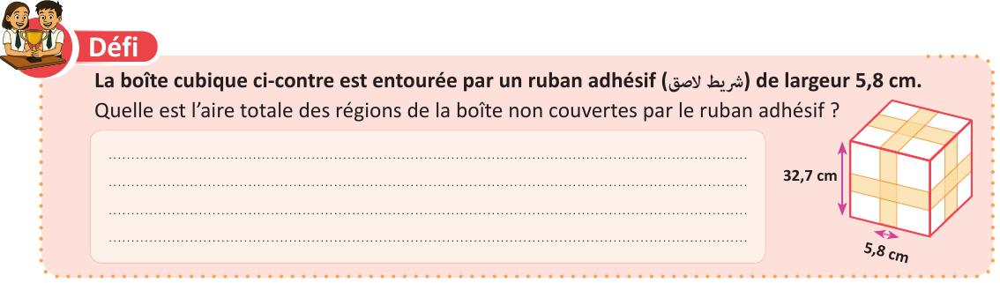 Défi
La boîte cubique ci-contre est entourée par un ruban adhésif (شريط لاصق) de largeur 5,8 cm.
Quelle est l’aire totale des régions de la boîte non couvertes par le ruban adhésif ?
32,7 cm
5,8 cm